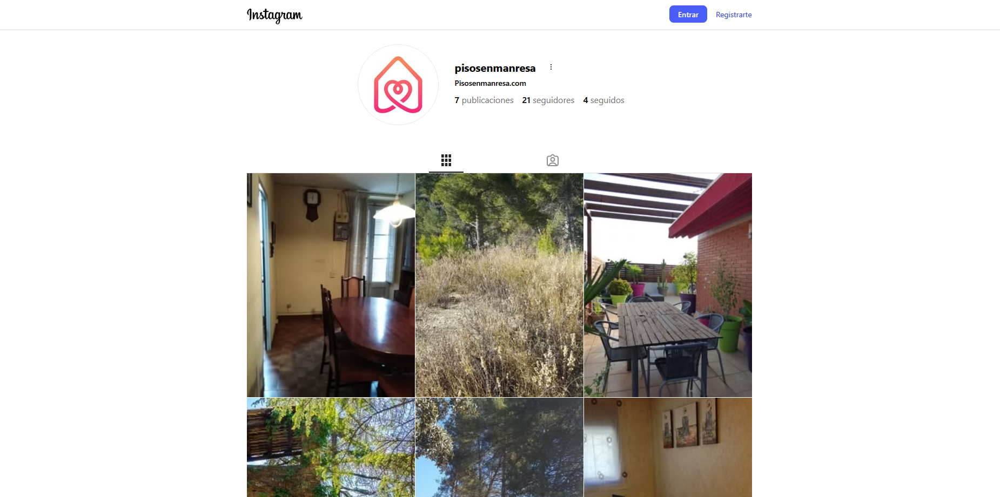 Instagram
Entrar
Registrarte
pisosenmanresa
Pisosenmanresa.com
7 publicaciones 21 seguidores 4 seguidos